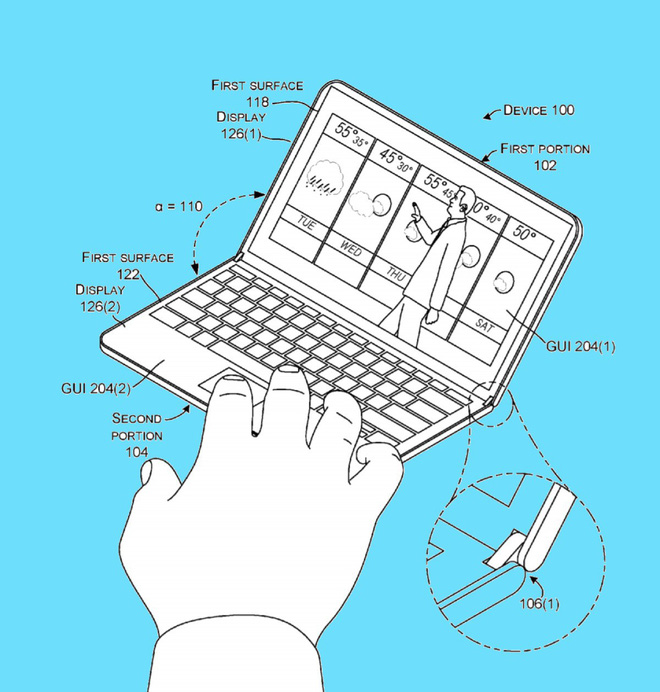 FIRST SURFACE
118
DISPLAY
126(1)
DEVICE 100
FIRST PORTION
102
55° 35°
45° 30°
55° 45°
0° 40°
50°
α = 110
TUE
WED
THU
SAT
FIRST SURFACE
122
DISPLAY
126(2)
GUI 204(1)
GUI 204(2)
SECOND
PORTION
104
106(1)